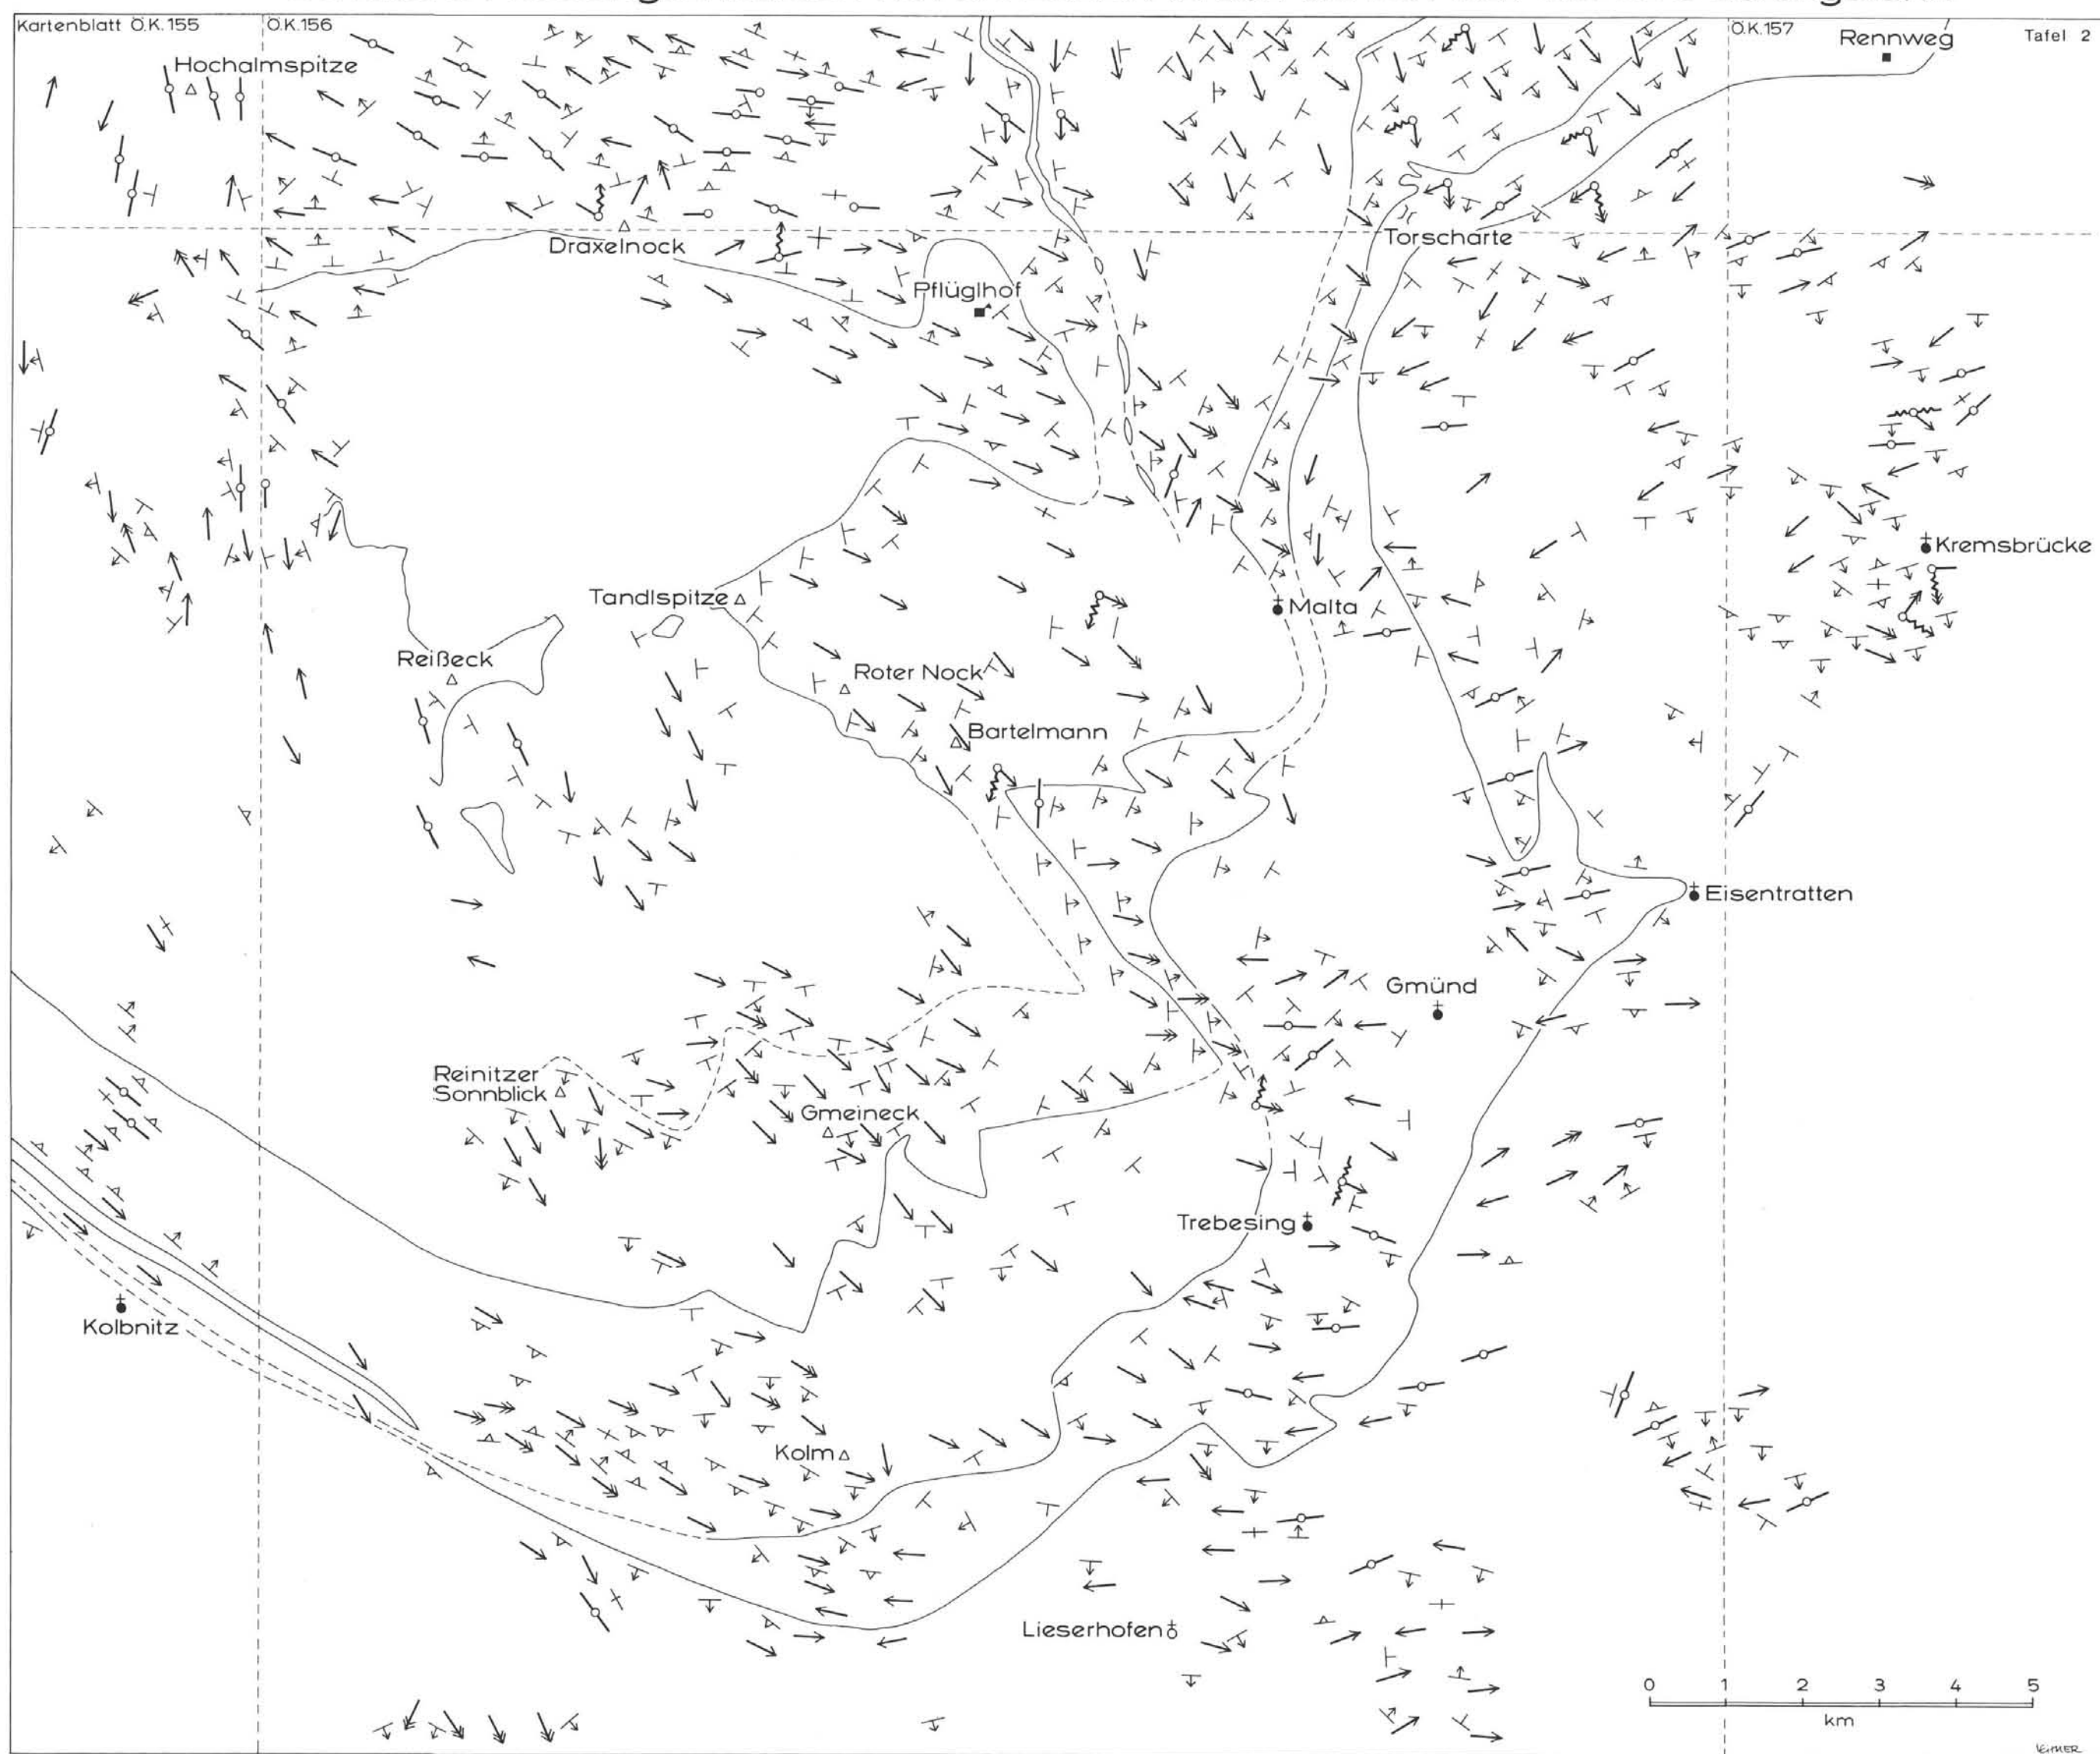 Kartenblatt Ö.K.155
Ö.K.156
Ö.K.157
Rennweg
Tafel 2
Hochalmspitze
Draxelnock
Torscharte
Pflüglhof
Kremsbrücke
Tandlspitze
Malta
Reißeck
Roter Nock
Bartelmann
Eisentratten
Gmünd
Reinitzer
Sonnblick
Gmeineck
Trebesing
Kolbnitz
Kolm
Lieserhofen
0 1 2 3 4 5
km